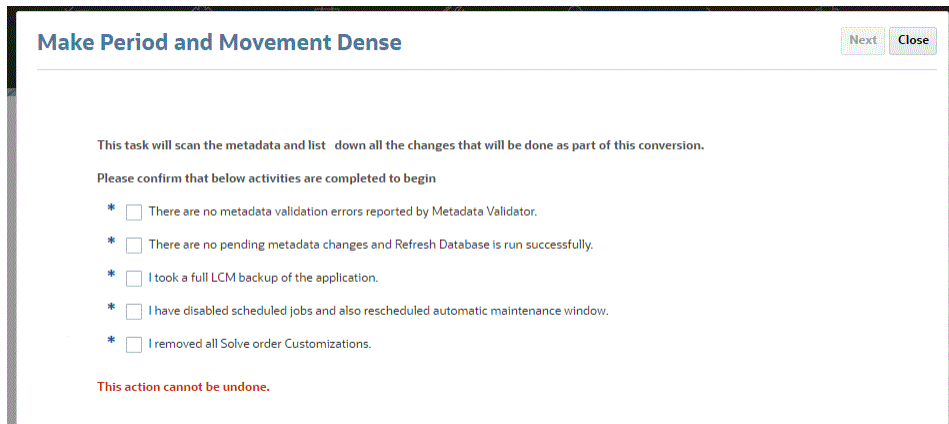 Make Period and Movement Dense
Next
Close
This task will scan the metadata and list down all the changes that will be done as part of this conversion.
Please confirm that below activities are completed to begin
* There are no metadata validation errors reported by Metadata Validator.
* There are no pending metadata changes and Refresh Database is run successfully.
* I took a full LCM backup of the application.
* I have disabled scheduled jobs and also rescheduled automatic maintenance window.
* I removed all Solve order Customizations.
This action cannot be undone.